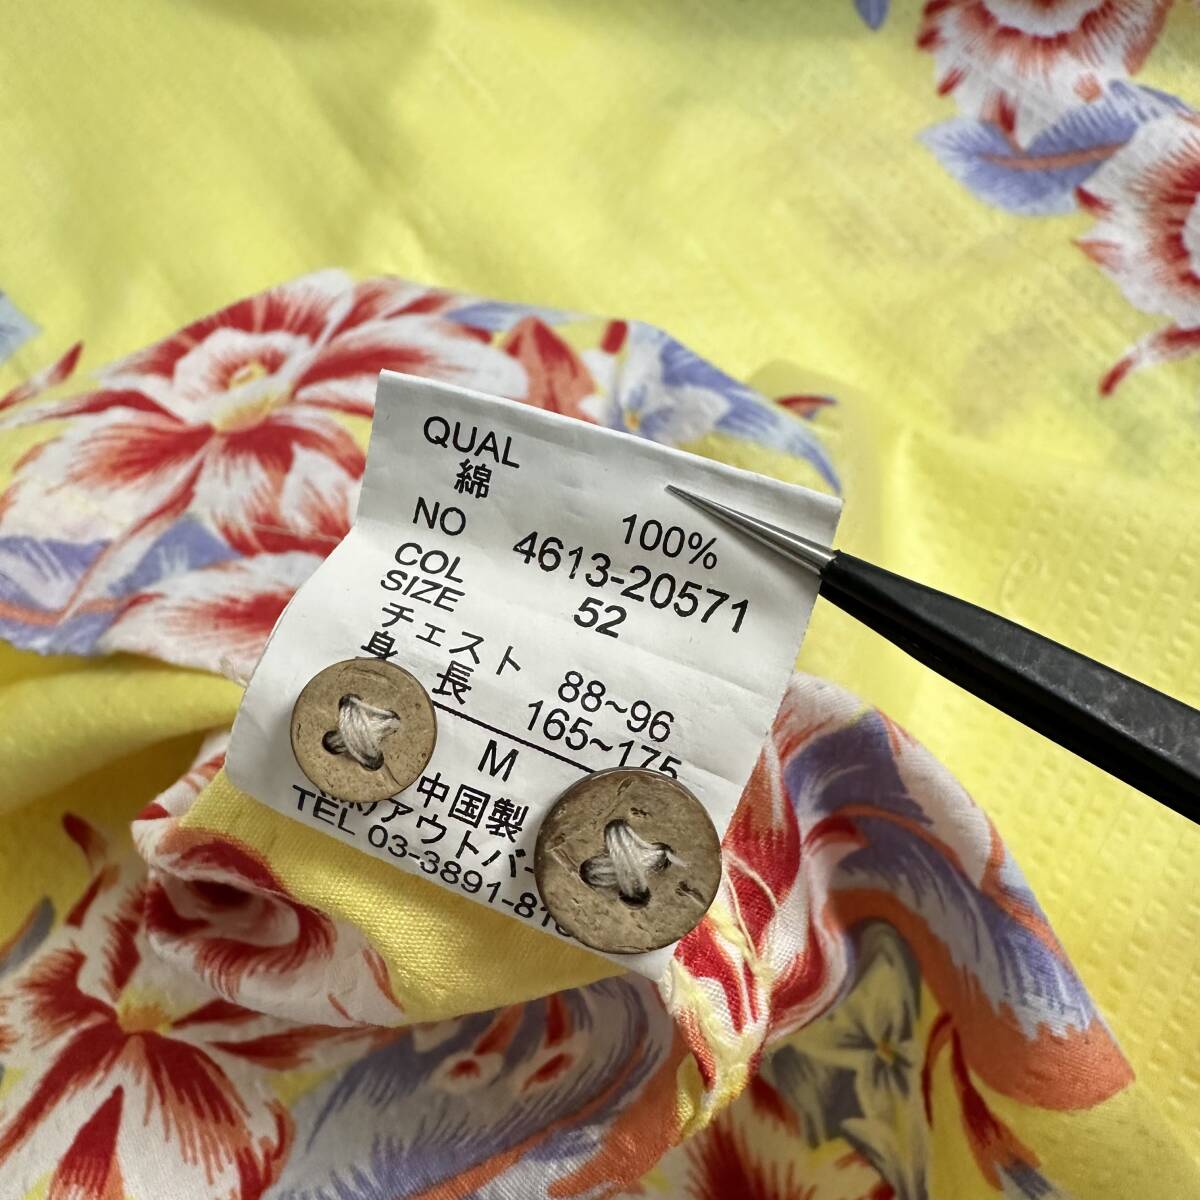 QUAL
綿 100%
NO 4613-20571
COL 52
SIZE
チェスト 88~96
身長 165~175
M
中国製
アウトバ
TEL 03-3891-81